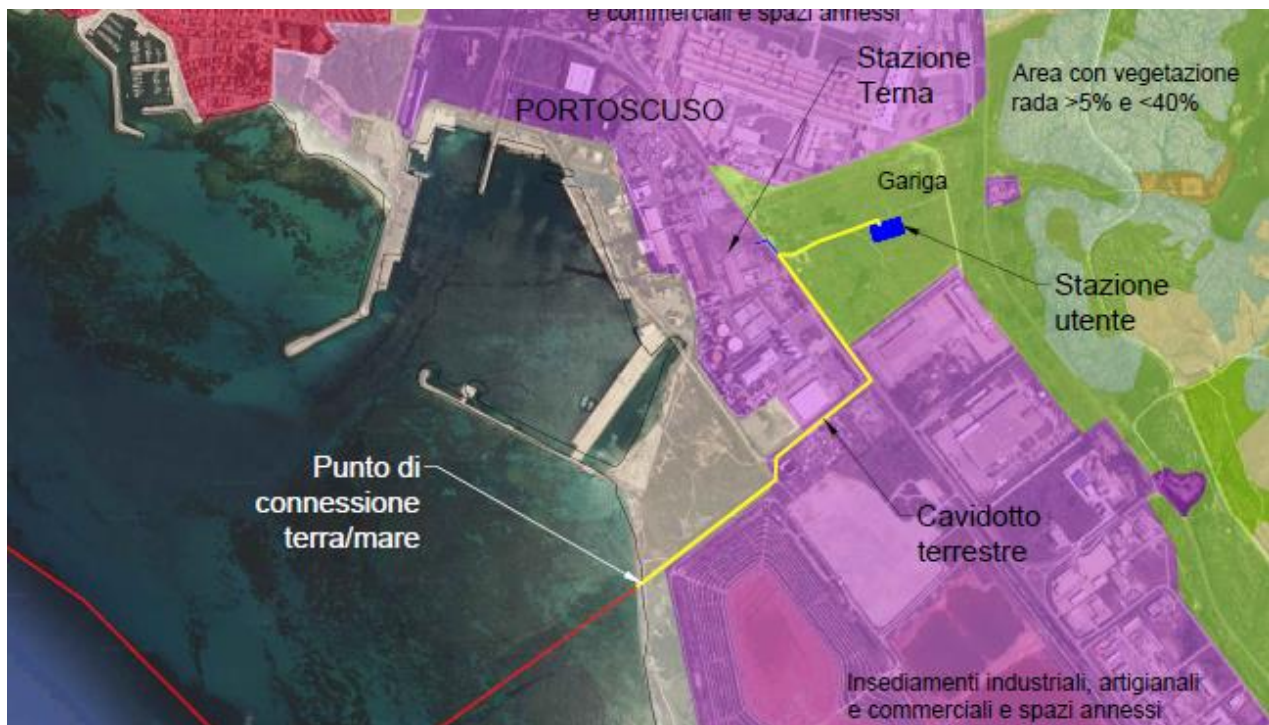 e commerciali e spazi annessi
Stazione
Terna
Area con vegetazione
rada >5% e <40%
PORTOSCUSO
Gariga
Stazione
utente
Punto di
connessione
terra/mare
Cavidotto
terrestre
Insediamenti industriali, artigianali
e commerciali e spazi annessi